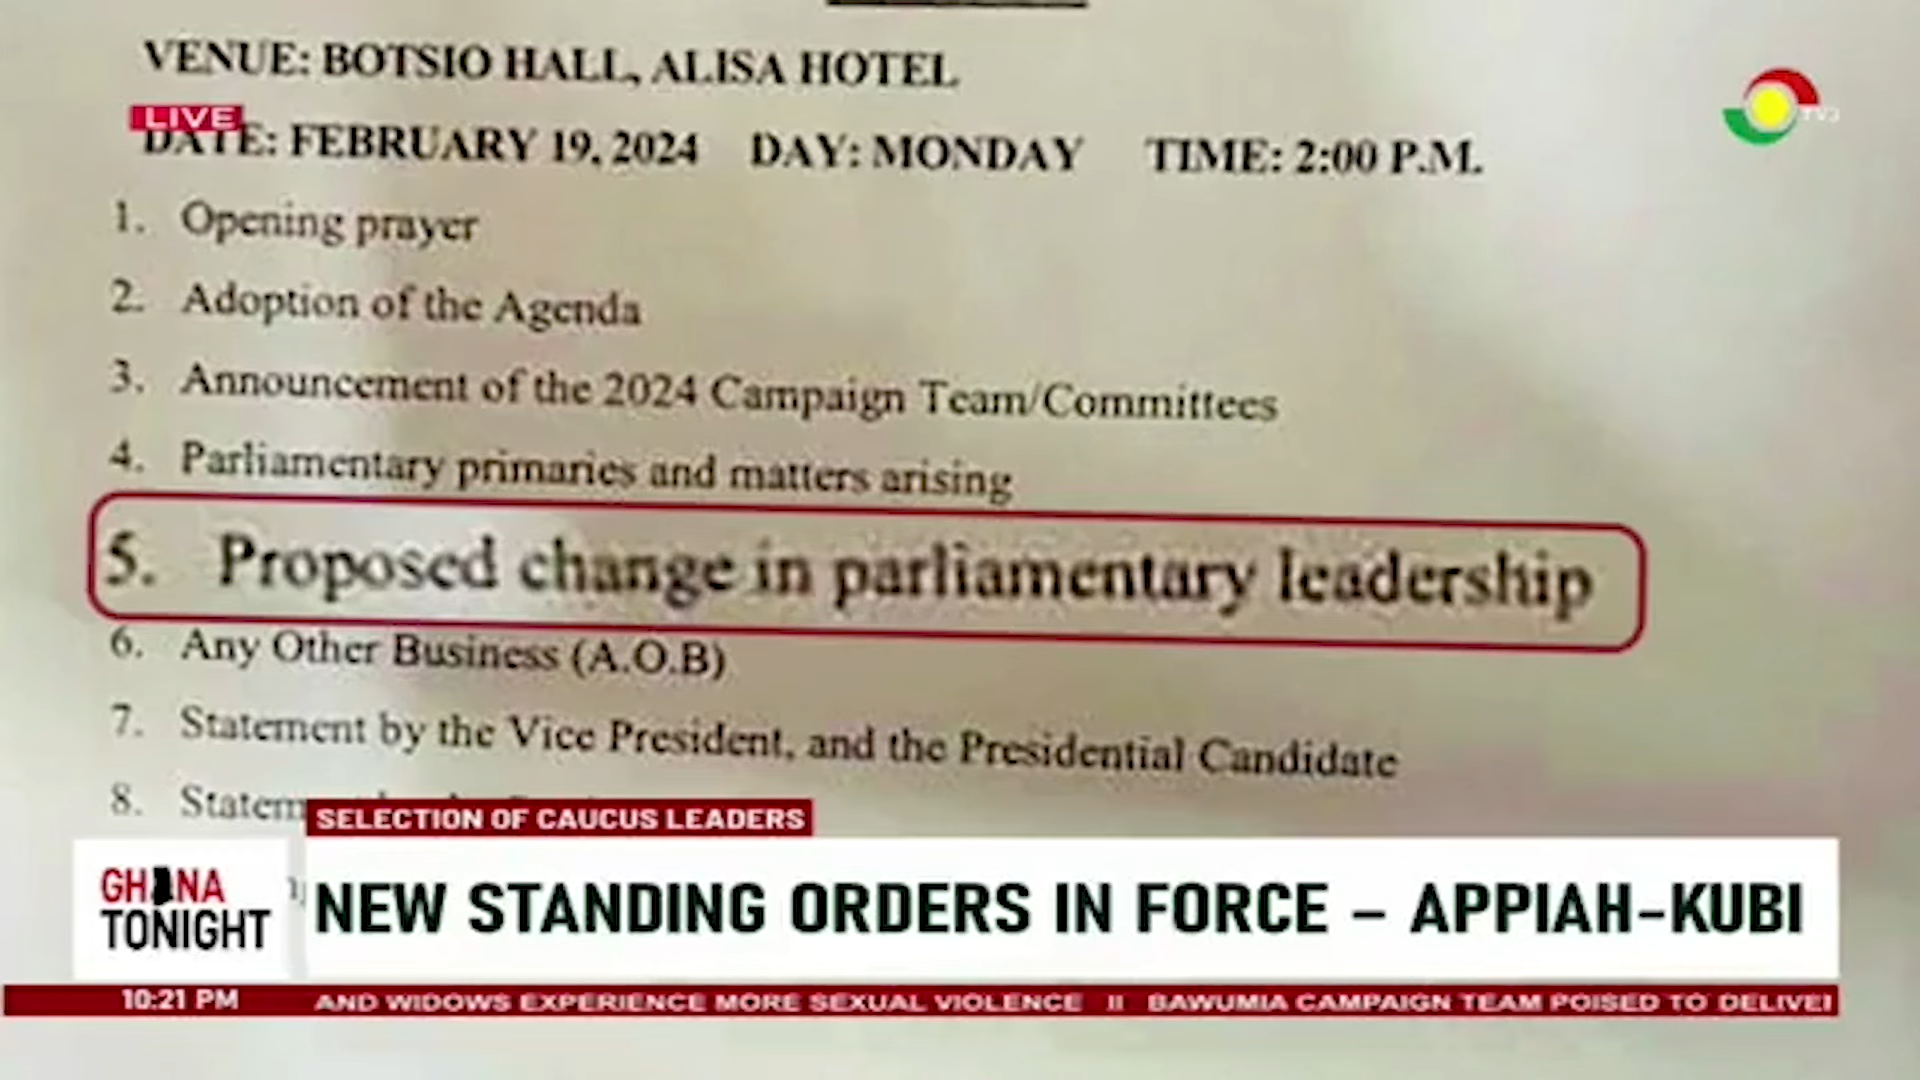 VENUE: BOTSIO HALL, ALISA HOTEL
LIVE
TV3
DATE: FEBRUARY 19, 2024 DAY: MONDAY TIME: 2:00 P.M.
1. Opening prayer
2. Adoption of the Agenda
3. Announcement of the 2024 Campaign Team/Committees
4. Parliamentary primaries and matters arising
5. Proposed change in parliamentary leadership
6. Any Other Business (A.O.B)
7. Statement by the Vice President, and the Presidential Candidate
8.
SELECTION OF CAUCUS LEADERS
GHANA
TONIGHT
NEW STANDING ORDERS IN FORCE – APPIAH-KUBI
10:21 PM AND WIDOWS EXPERIENCE MORE SEXUAL VIOLENCE II BAWUMIA CAMPAIGN TEAM POISED TO DELIVE